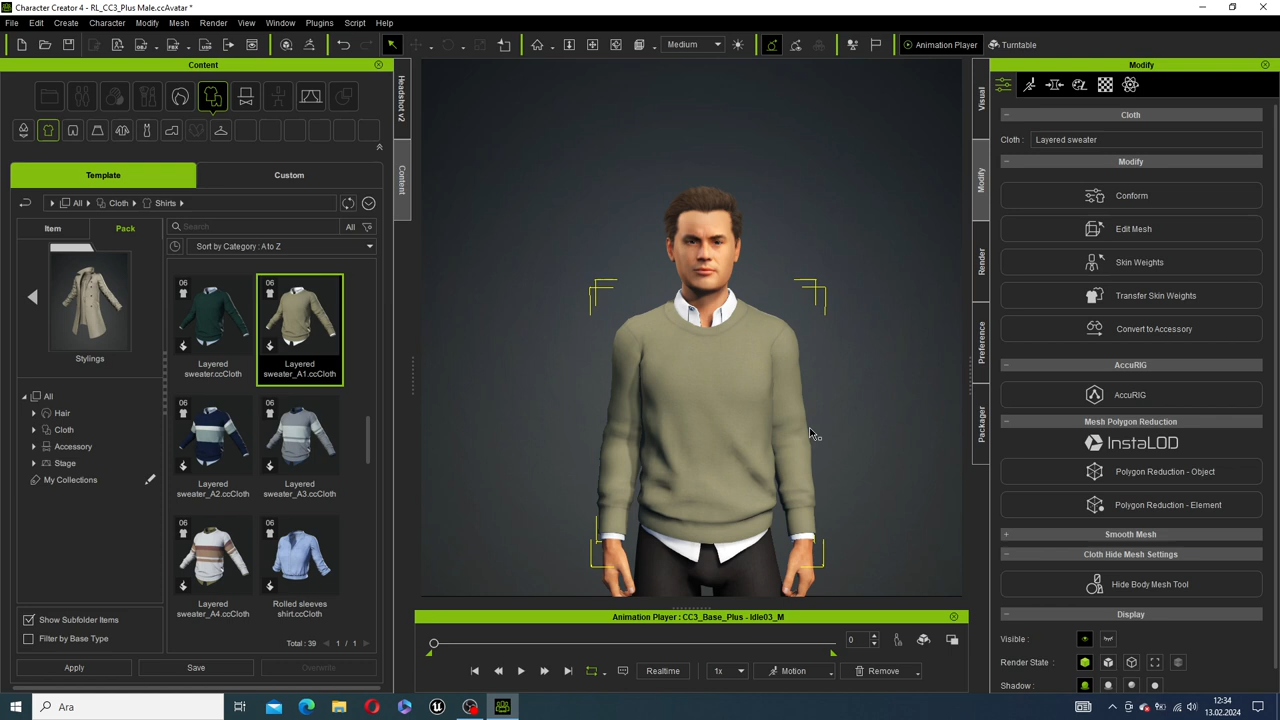 Character Creator 4 - RL_CC3_Plus Male.ccAvatar *
File Edit Create Character Modify Mesh Render View Window Plugins Script Help
Medium
Animation Player
Turntable
Content
Headshot v2
Content
Template
Custom
All Cloth Shirts
Item
Pack
Search
All
Sort by Category : A to Z
Stylings
All
Hair
Cloth
Accessory
Stage
My Collections
06
Layered
sweater.ccCloth
06
Layered
sweater_A1.ccCloth
06
Layered
sweater_A2.ccCloth
06
Layered
sweater_A3.ccCloth
06
Layered
sweater_A4.ccCloth
06
Rolled sleeves
shirt.ccCloth
Show Subfolder Items
Filter by Base Type
Total : 39
1 / 1
Apply
Save
Overwrite
Animation Player : CC3_Base_Plus - Idle03_M
0
Realtime
1x
Motion
Remove
Visual
Modify
Render
Preference
Packager
Modify
Cloth
Cloth :
Layered sweater
Modify
Conform
Edit Mesh
Skin Weights
Transfer Skin Weights
Convert to Accessory
AccuRIG
AccuRIG
Mesh Polygon Reduction
InstaLOD
Polygon Reduction - Object
Polygon Reduction - Element
Smooth Mesh
Cloth Hide Mesh Settings
Hide Body Mesh Tool
Display
Visible :
Render State :
Shadow :
Ara
12:34
13.02.2024